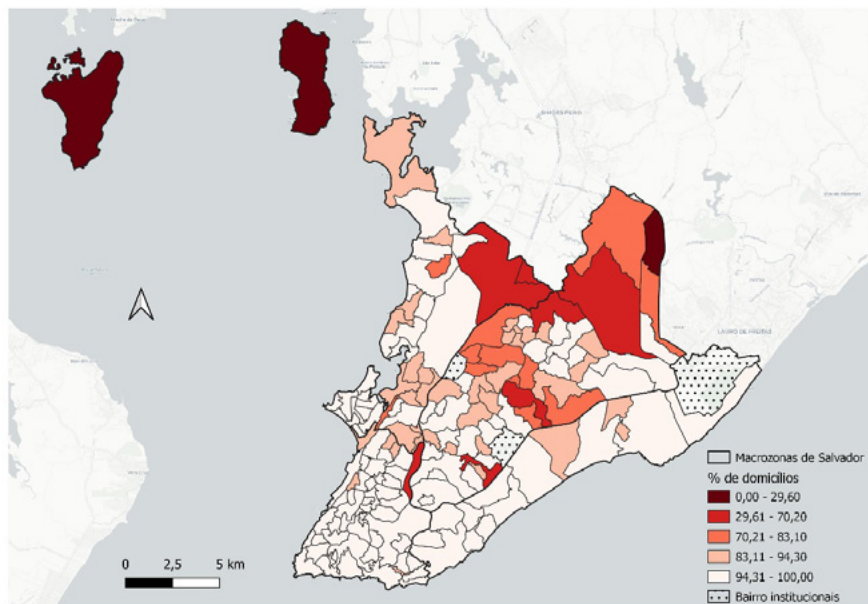 LAURO DE FREITAS
Macrozonas de Salvador
% de domicílios
0,00 - 29,60
29,61 - 70,20
70,21 - 83,10
83,11 - 94,30
94,31 - 100,00
Bairro institucionais
0 2,5 5 km